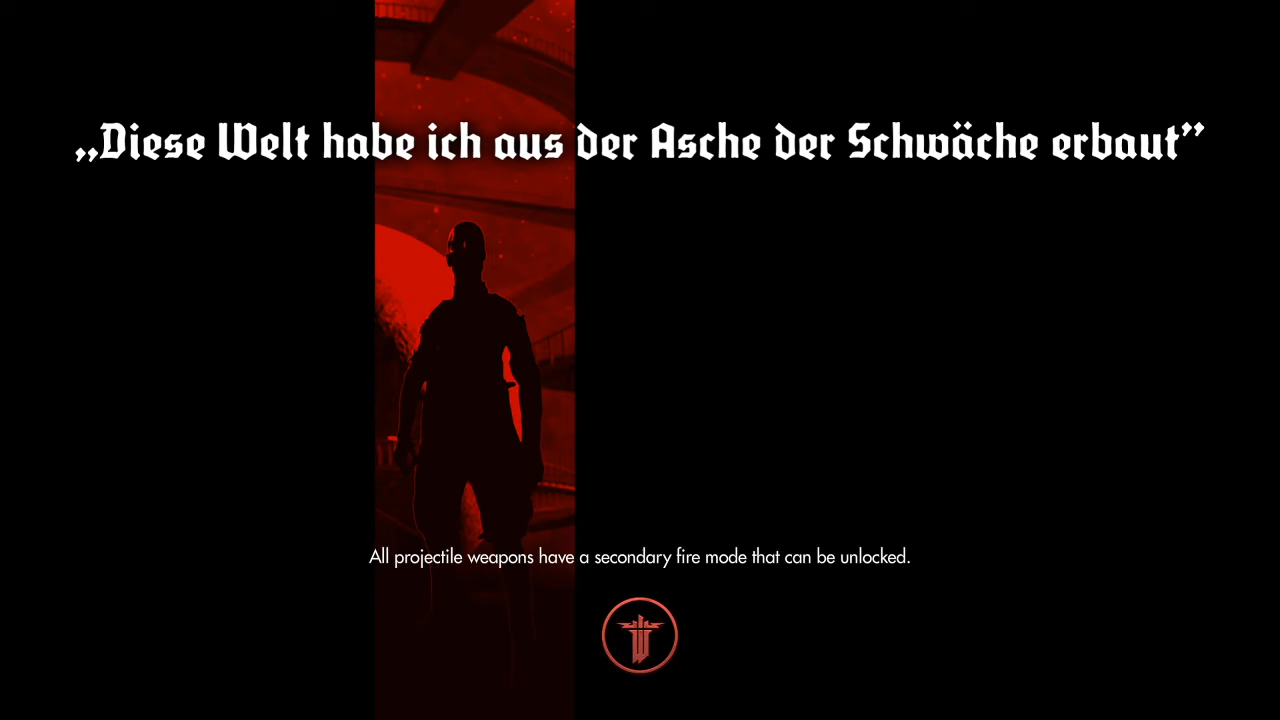 „Diese Welt habe ich aus der Asche der Schwäche erbaut”
All projectile weapons have a secondary fire mode that can be unlocked.